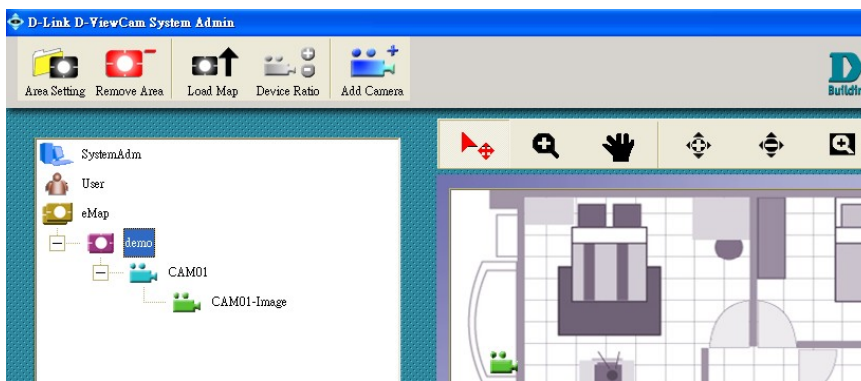 D-Link D-ViewCam System Admin
Area Setting Remove Area Load Map Device Ratio Add Camera
SystemAdm
User
eMap
demo
CAM01
CAM01-Image